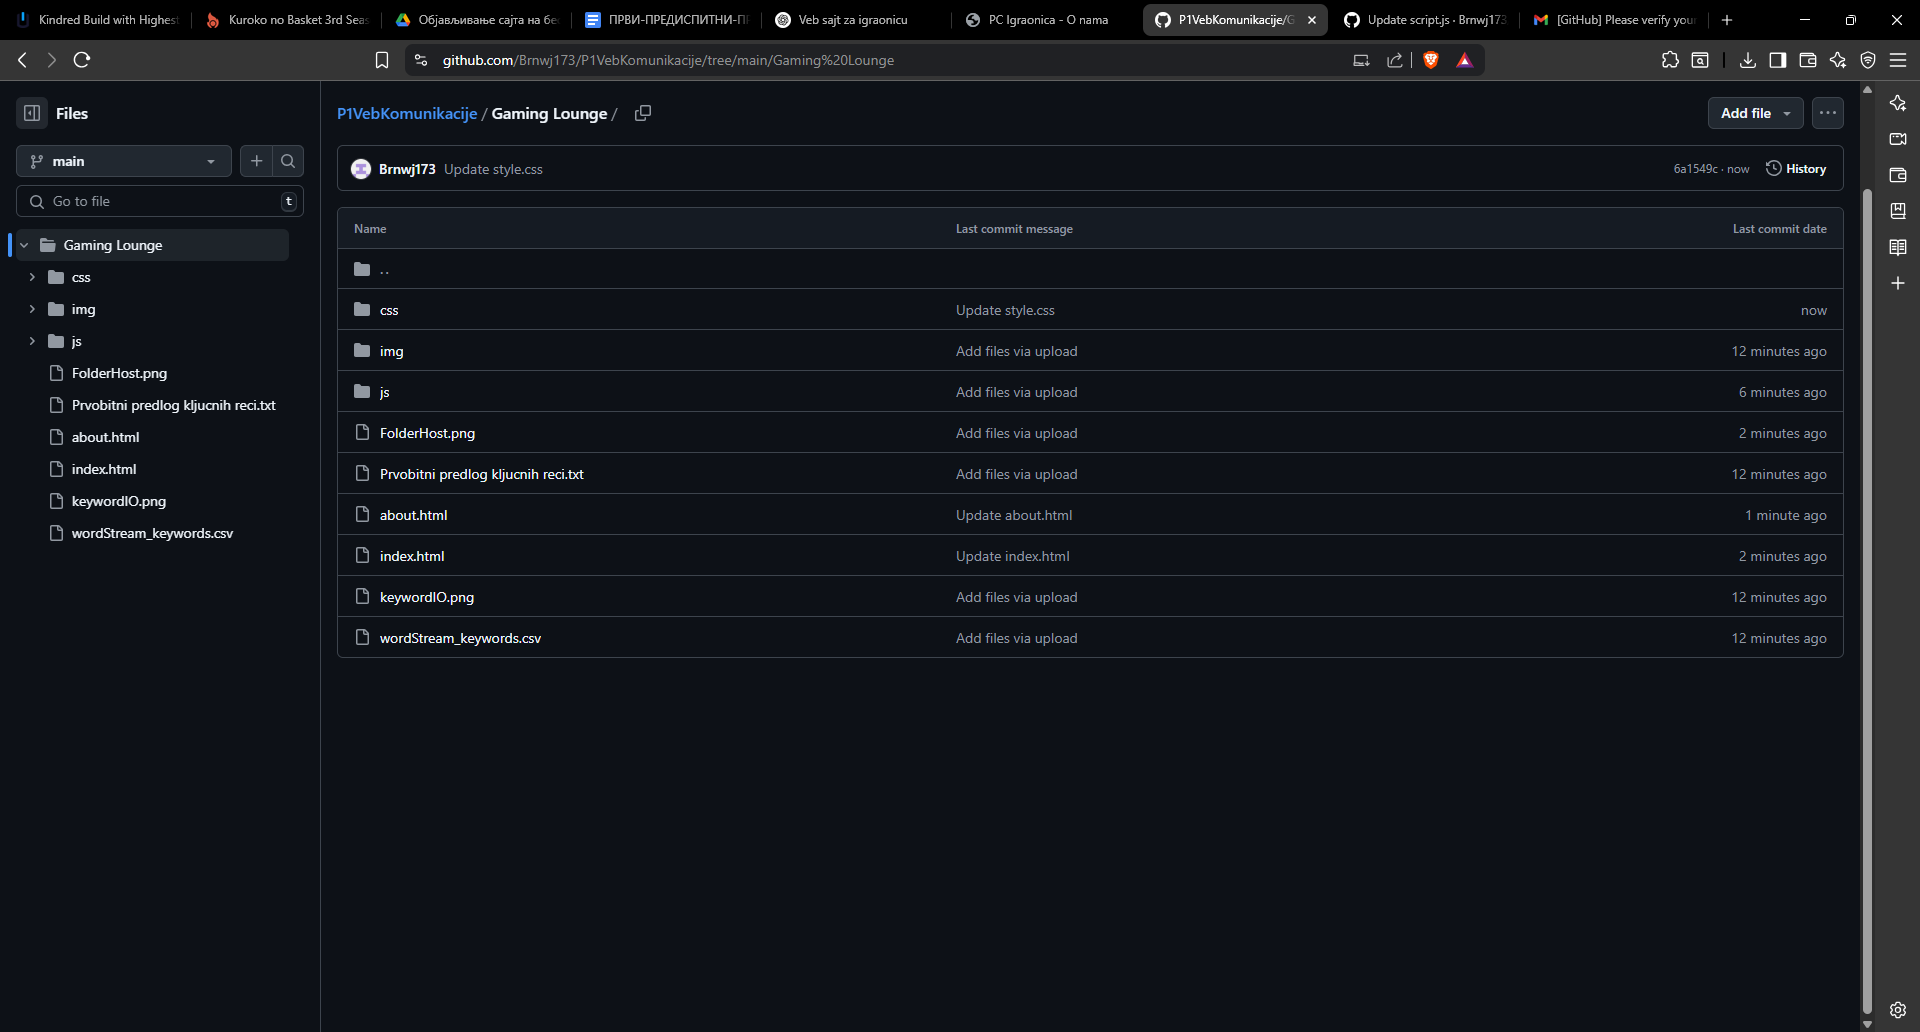 Kindred Build with Highest
Kuroko no Basket 3rd Seas
Објављивање сајта на бе
ПРВИ-ПРЕДИСПИТНИ-П
Veb sajt za igraonicu
PC Igraonica - O nama
P1VebKomunikacije/G
Update script.js · Brnwj173
[GitHub] Please verify your
github.com/Brnwj173/P1VebKomunikacije/tree/main/Gaming%20Lounge
Files
main
Go to file
t
Gaming Lounge
css
img
js
FolderHost.png
Prvobitni predlog kljucnih reci.txt
about.html
index.html
keywordIO.png
wordStream_keywords.csv
P1VebKomunikacije / Gaming Lounge /
Add file
Brnwj173 Update style.css
6a1549c · now
History
Name Last commit message Last commit date
..
css Update style.css now
img Add files via upload 12 minutes ago
js Add files via upload 6 minutes ago
FolderHost.png Add files via upload 2 minutes ago
Prvobitni predlog kljucnih reci.txt Add files via upload 12 minutes ago
about.html Update about.html 1 minute ago
index.html Update index.html 2 minutes ago
keywordIO.png Add files via upload 12 minutes ago
wordStream_keywords.csv Add files via upload 12 minutes ago